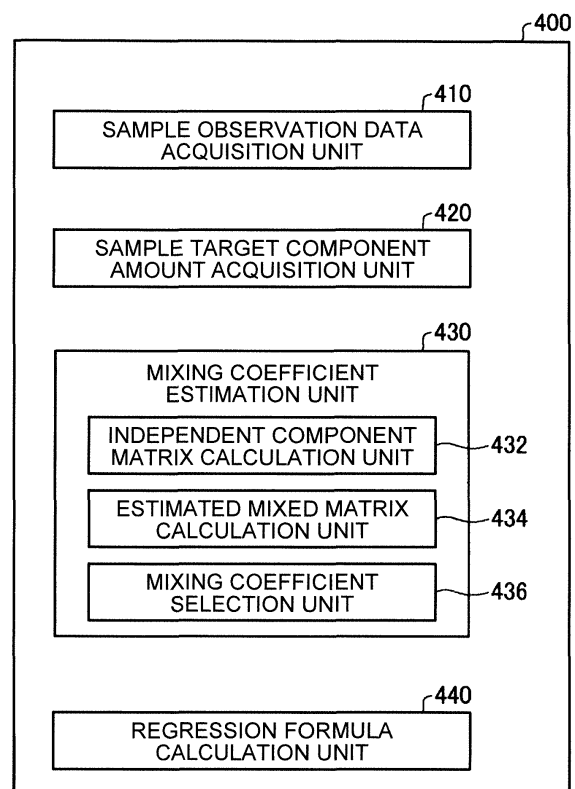 400
410
SAMPLE OBSERVATION DATA
ACQUISITION UNIT
420
SAMPLE TARGET COMPONENT
AMOUNT ACQUISITION UNIT
430
MIXING COEFFICIENT
ESTIMATION UNIT
INDEPENDENT COMPONENT
MATRIX CALCULATION UNIT
432
ESTIMATED MIXED MATRIX
CALCULATION UNIT
434
MIXING COEFFICIENT
SELECTION UNIT
436
440
REGRESSION FORMULA
CALCULATION UNIT